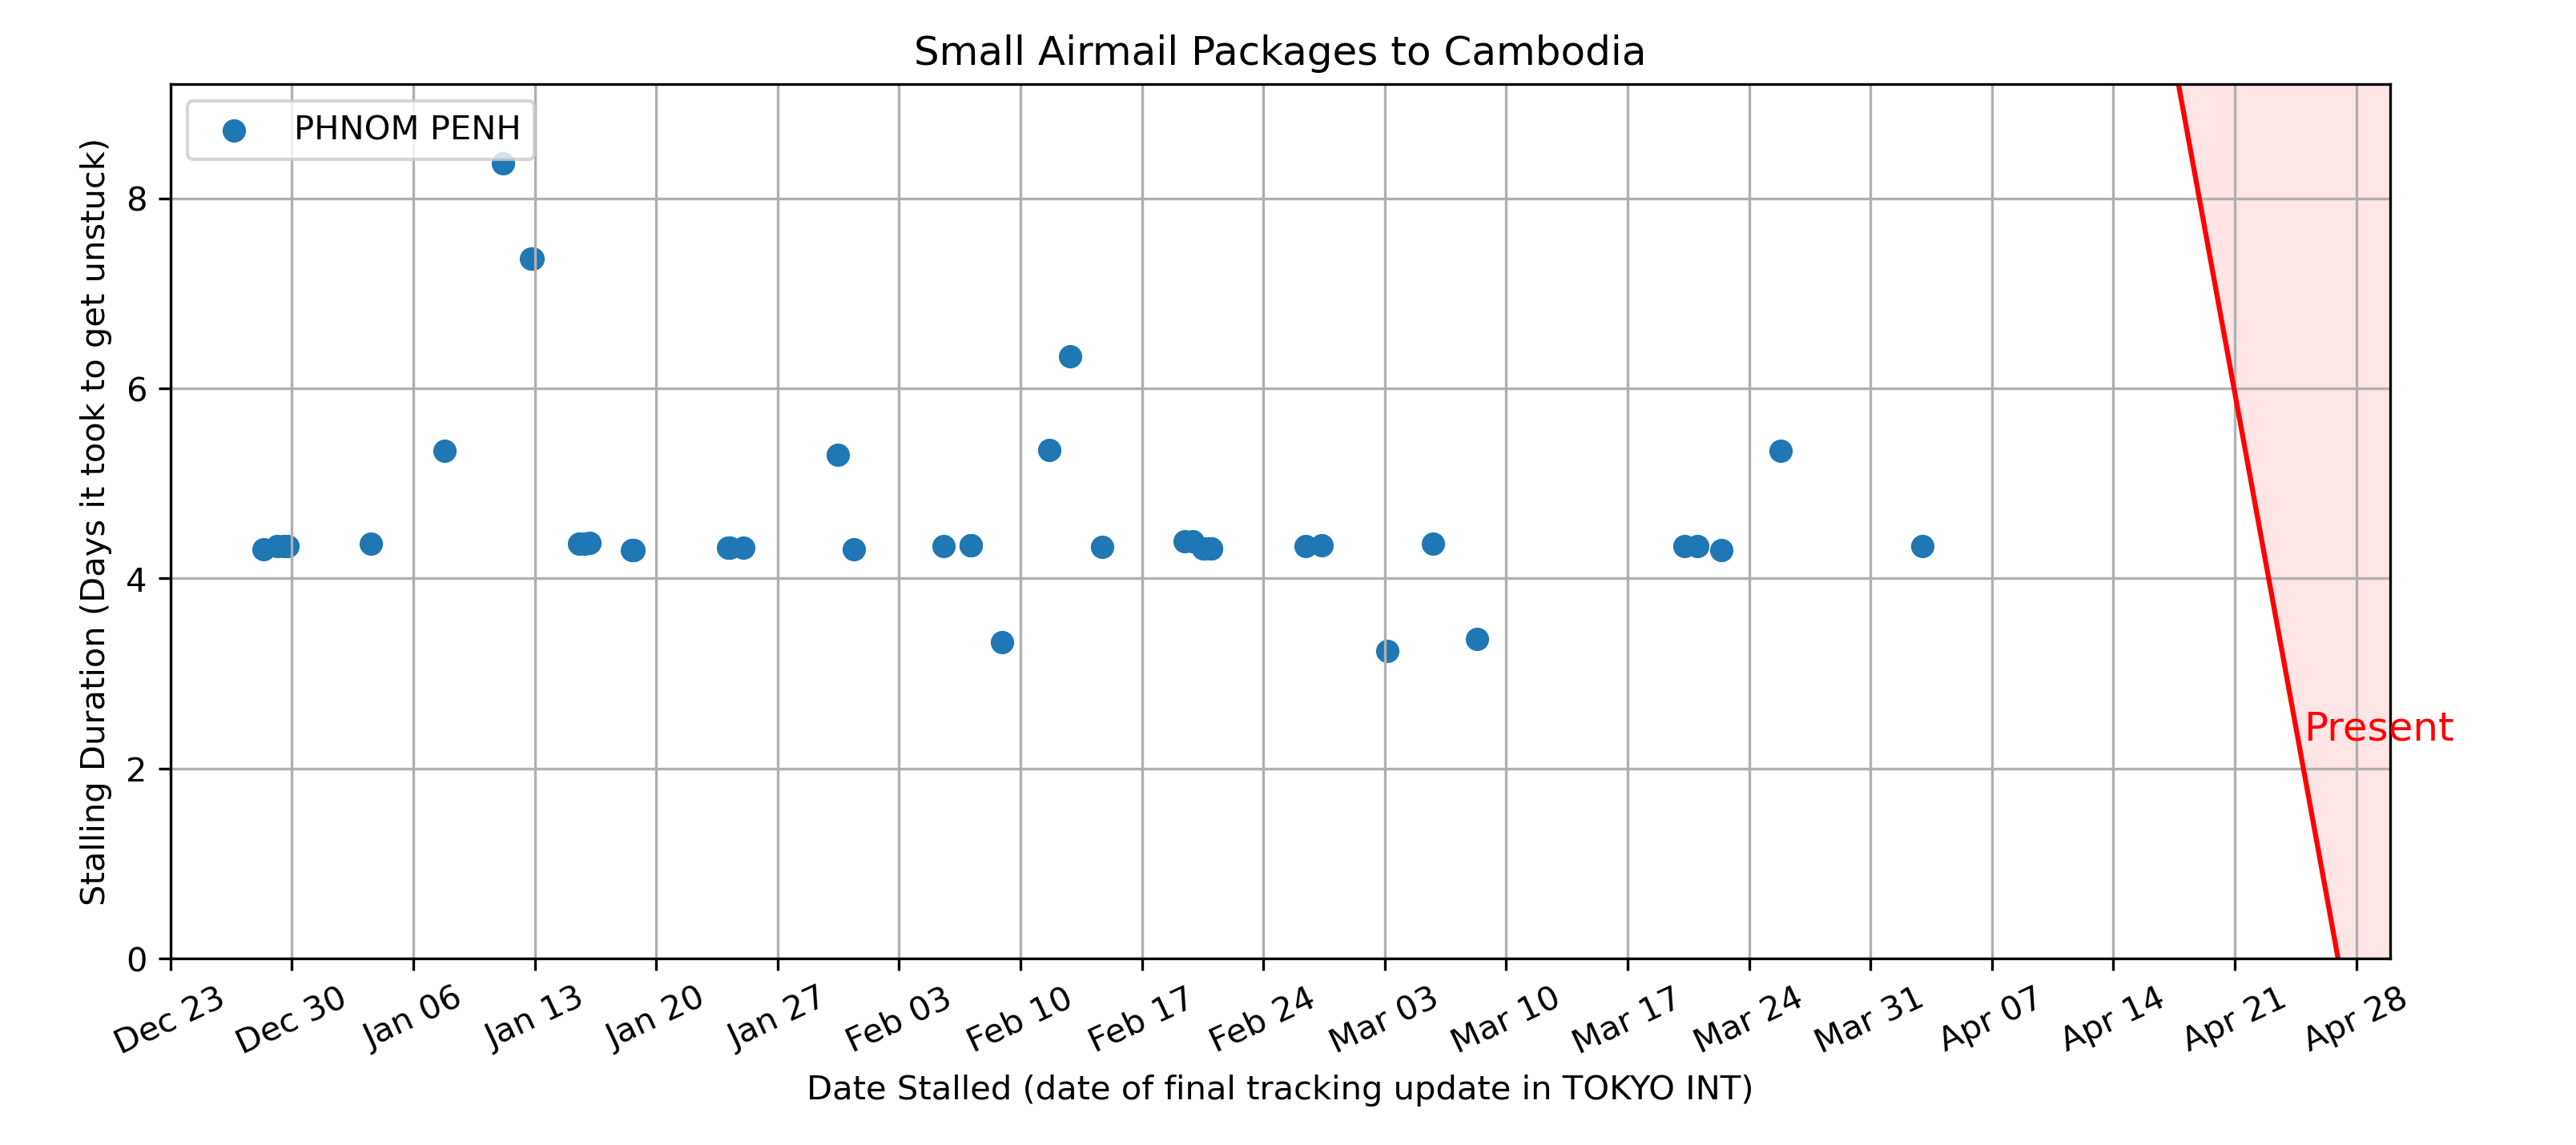 Small Airmail Packages to Cambodia
PHNOM PENH
Stalling Duration (Days it took to get unstuck)
8
6
4
2
0
Present
Dec 23
Dec 30
Jan 06
Jan 13
Jan 20
Jan 27
Feb 03
Feb 10
Feb 17
Feb 24
Mar 03
Mar 10
Mar 17
Mar 24
Mar 31
Apr 07
Apr 14
Apr 21
Apr 28
Date Stalled (date of final tracking update in TOKYO INT)